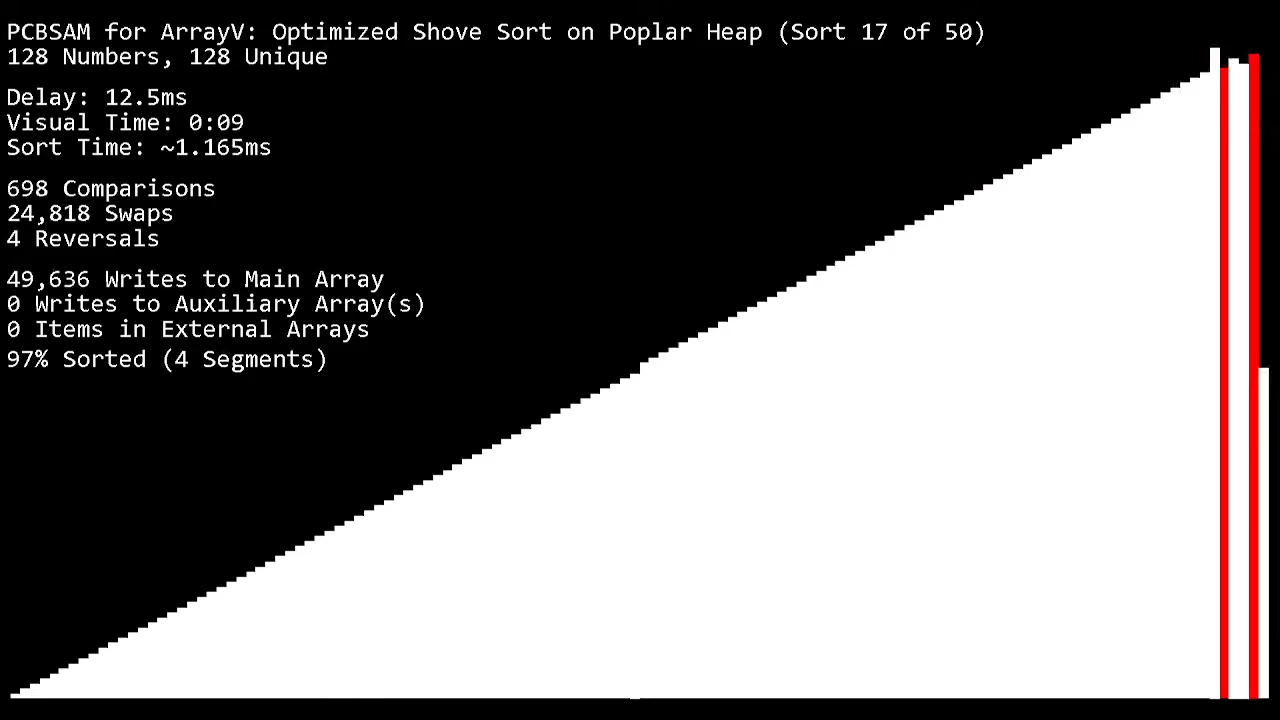 PCBSAM for ArrayV: Optimized Shove Sort on Poplar Heap (Sort 17 of 50)
128 Numbers, 128 Unique
Delay: 12.5ms
Visual Time: 0:09
Sort Time: ~1.165ms
698 Comparisons
24,818 Swaps
4 Reversals
49,636 Writes to Main Array
0 Writes to Auxiliary Array(s)
0 Items in External Arrays
97% Sorted (4 Segments)